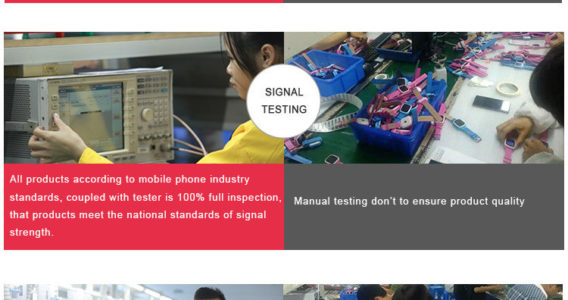 SIGNAL
TESTING
All products according to mobile phone industry
standards, coupled with tester is 100% full inspection,
that products meet the national standards of signal
strength.
Manual testing don't to ensure product quality